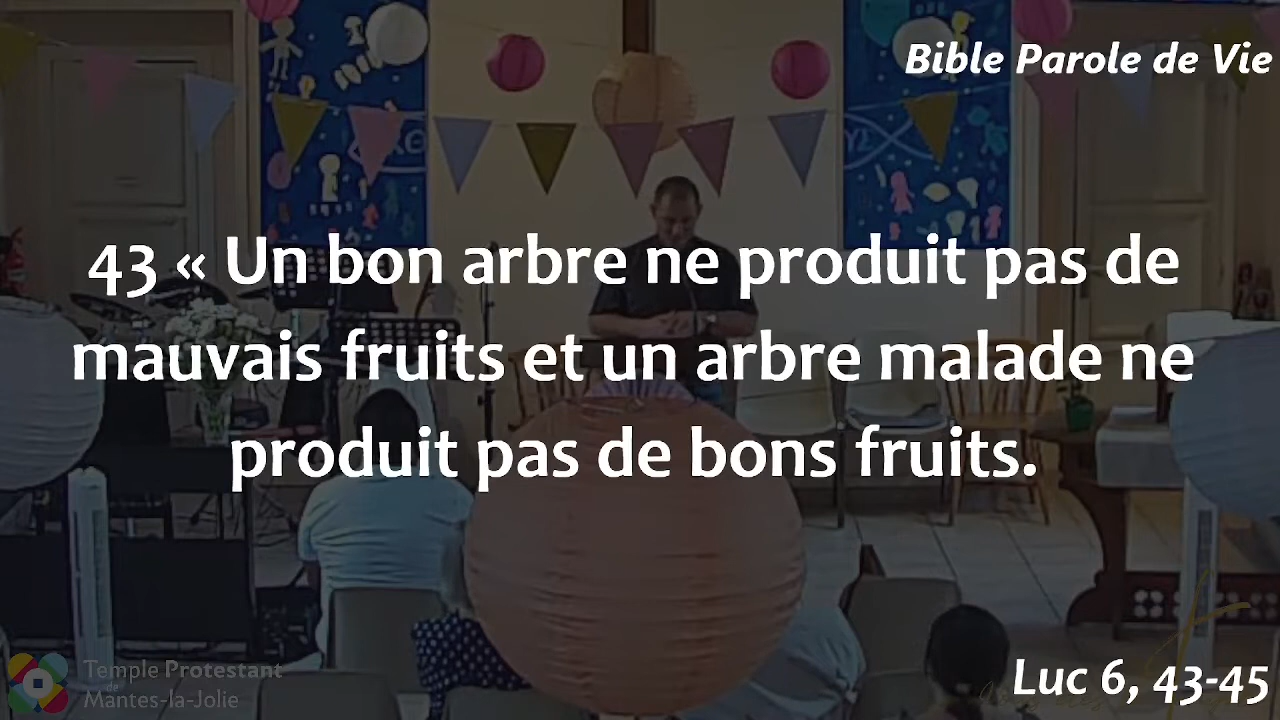 Bible Parole de Vie
43 « Un bon arbre ne produit pas de
mauvais fruits et un arbre malade ne
produit pas de bons fruits.
Temple Protestant
de
Mantes-la-Jolie
Luc 6, 43-45